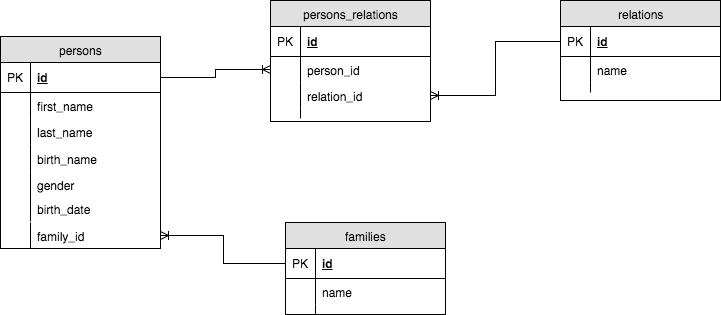 persons
PK id
first_name
last_name
birth_name
gender
birth_date
family_id
persons_relations
PK id
person_id
relation_id
relations
PK id
name
families
PK id
name